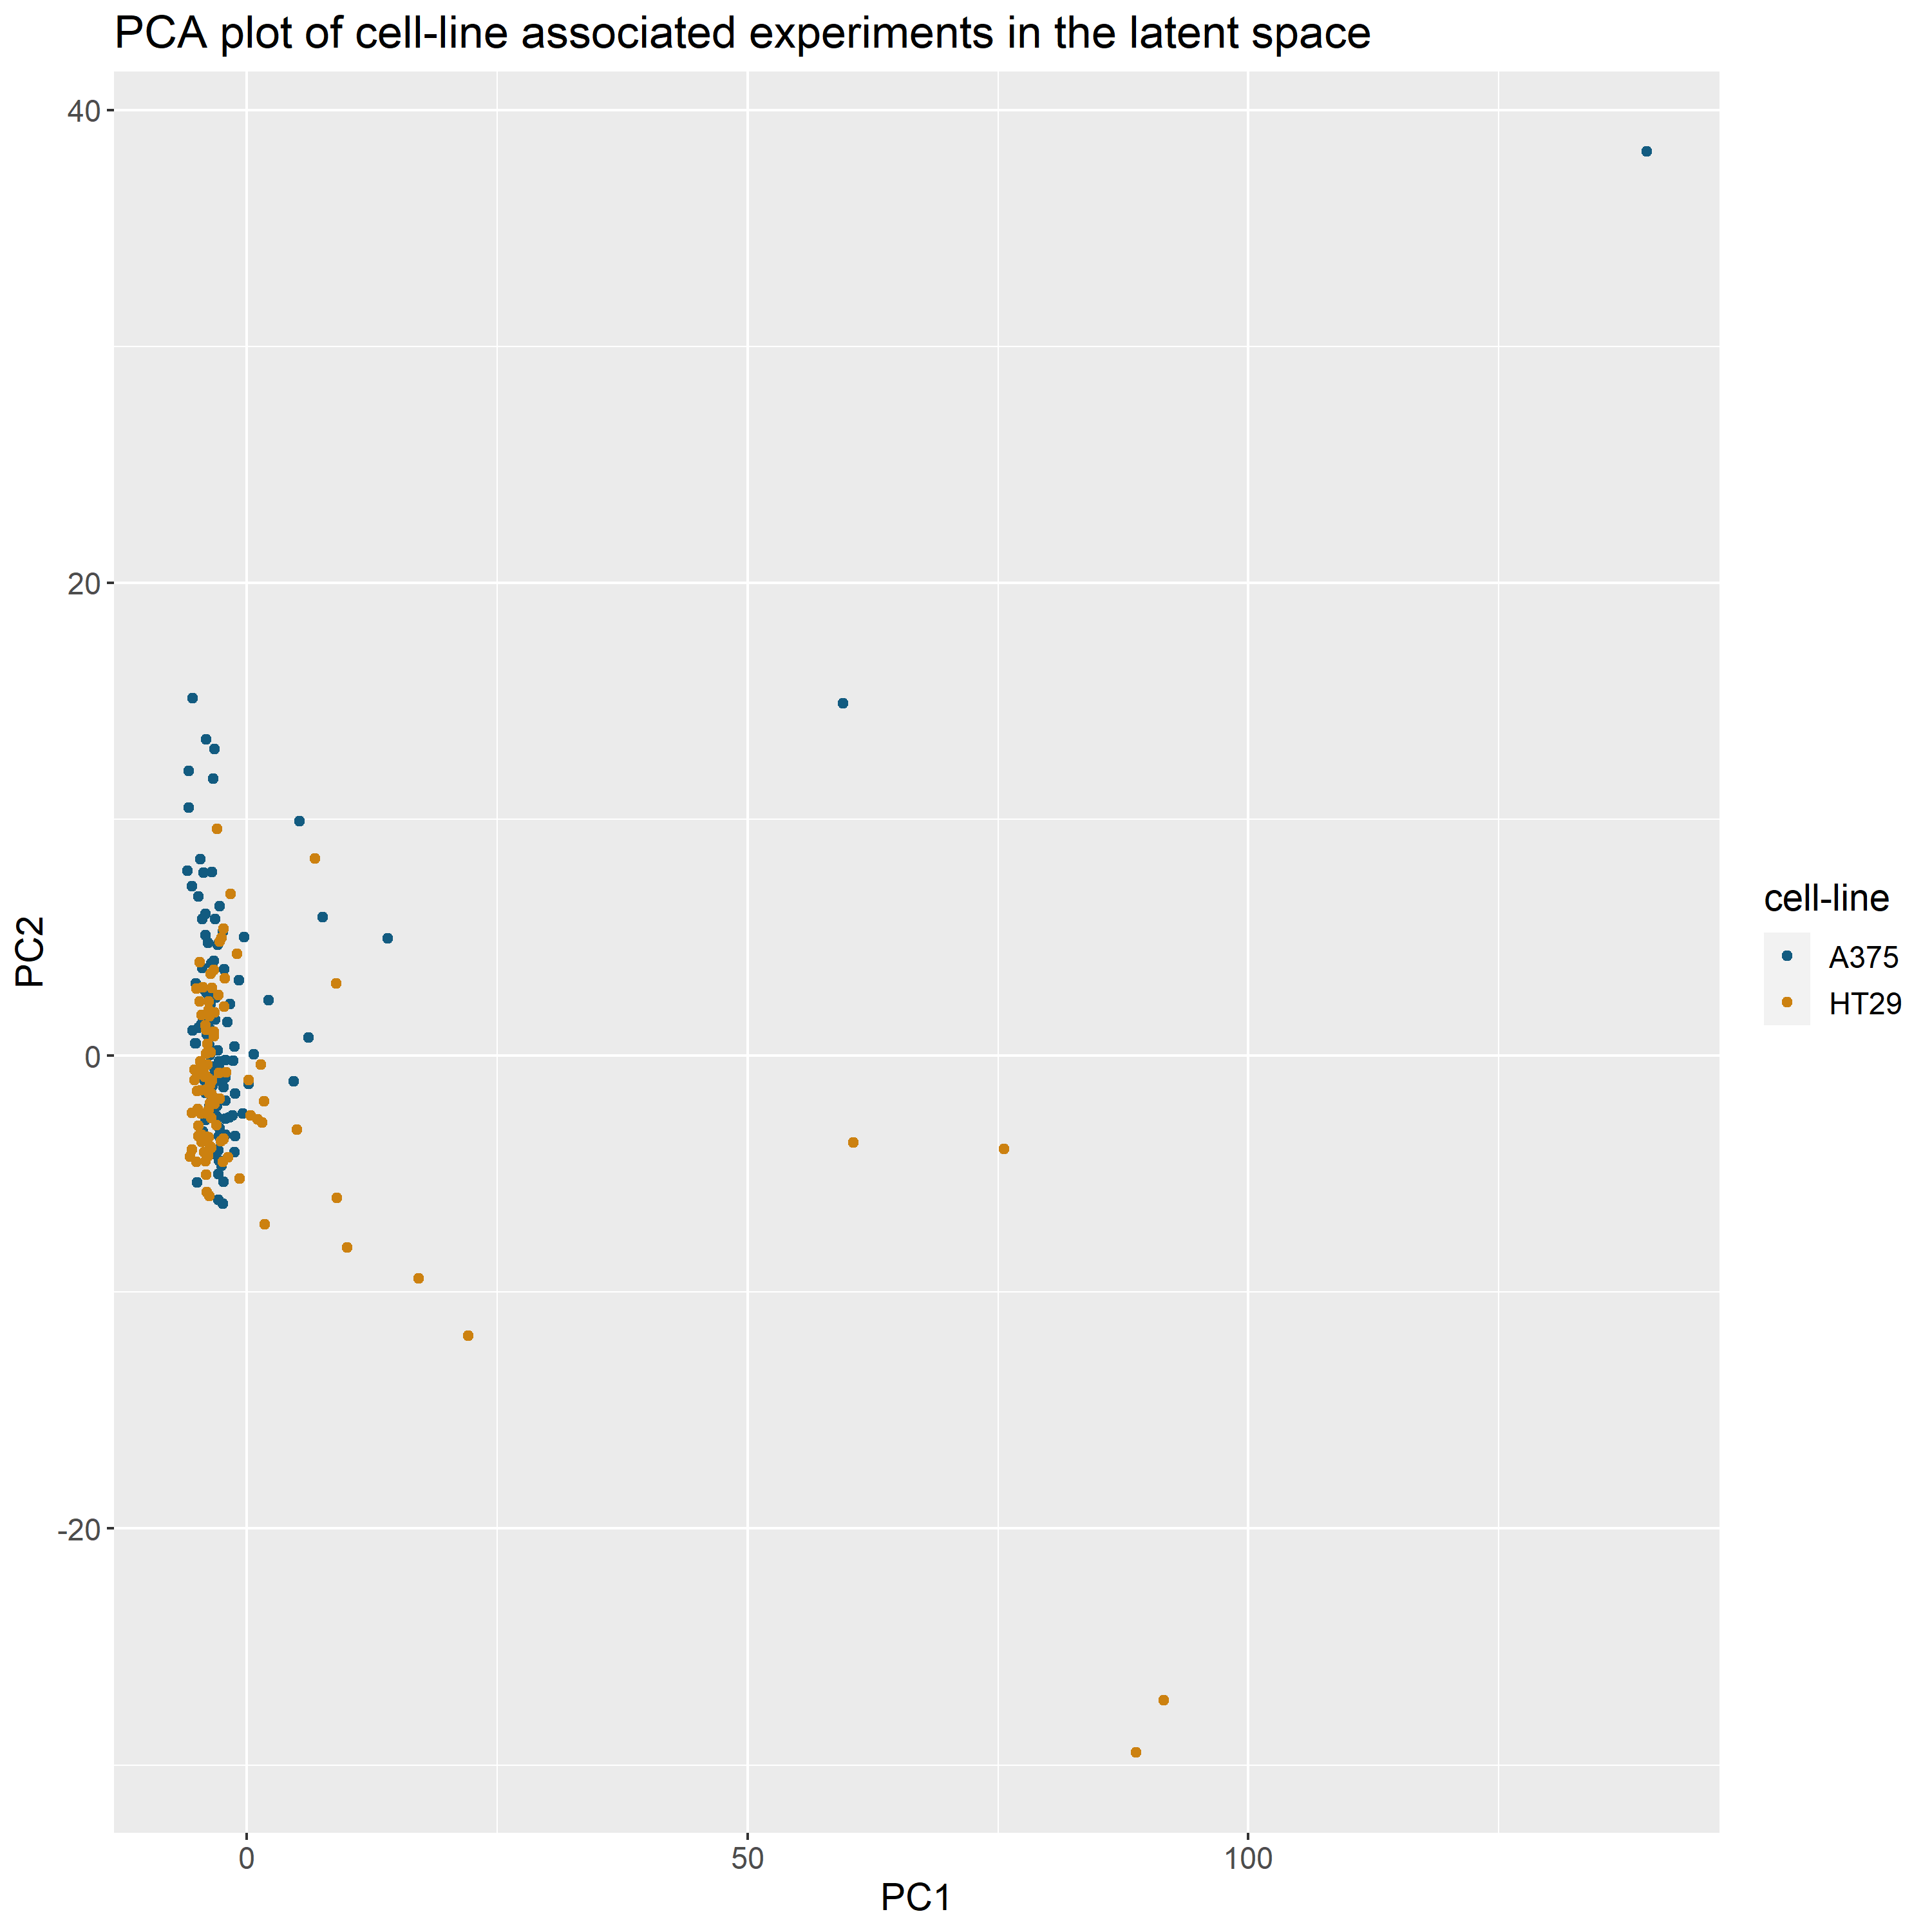 PCA plot of cell-line associated experiments in the latent space
40
20
0
-20
PC2
0
50
100
PC1
cell-line
A375
HT29